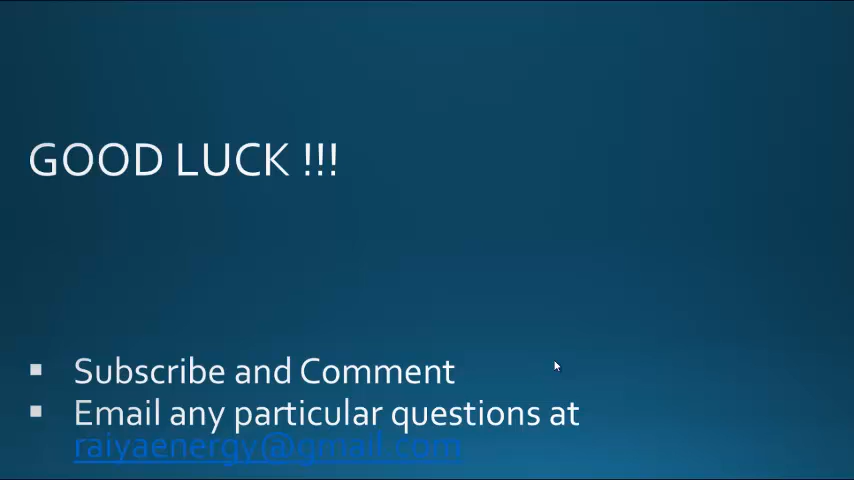 GOOD LUCK !!!
▪ Subscribe and Comment
▪ Email any particular questions at
raiyaenergy@gmail.com